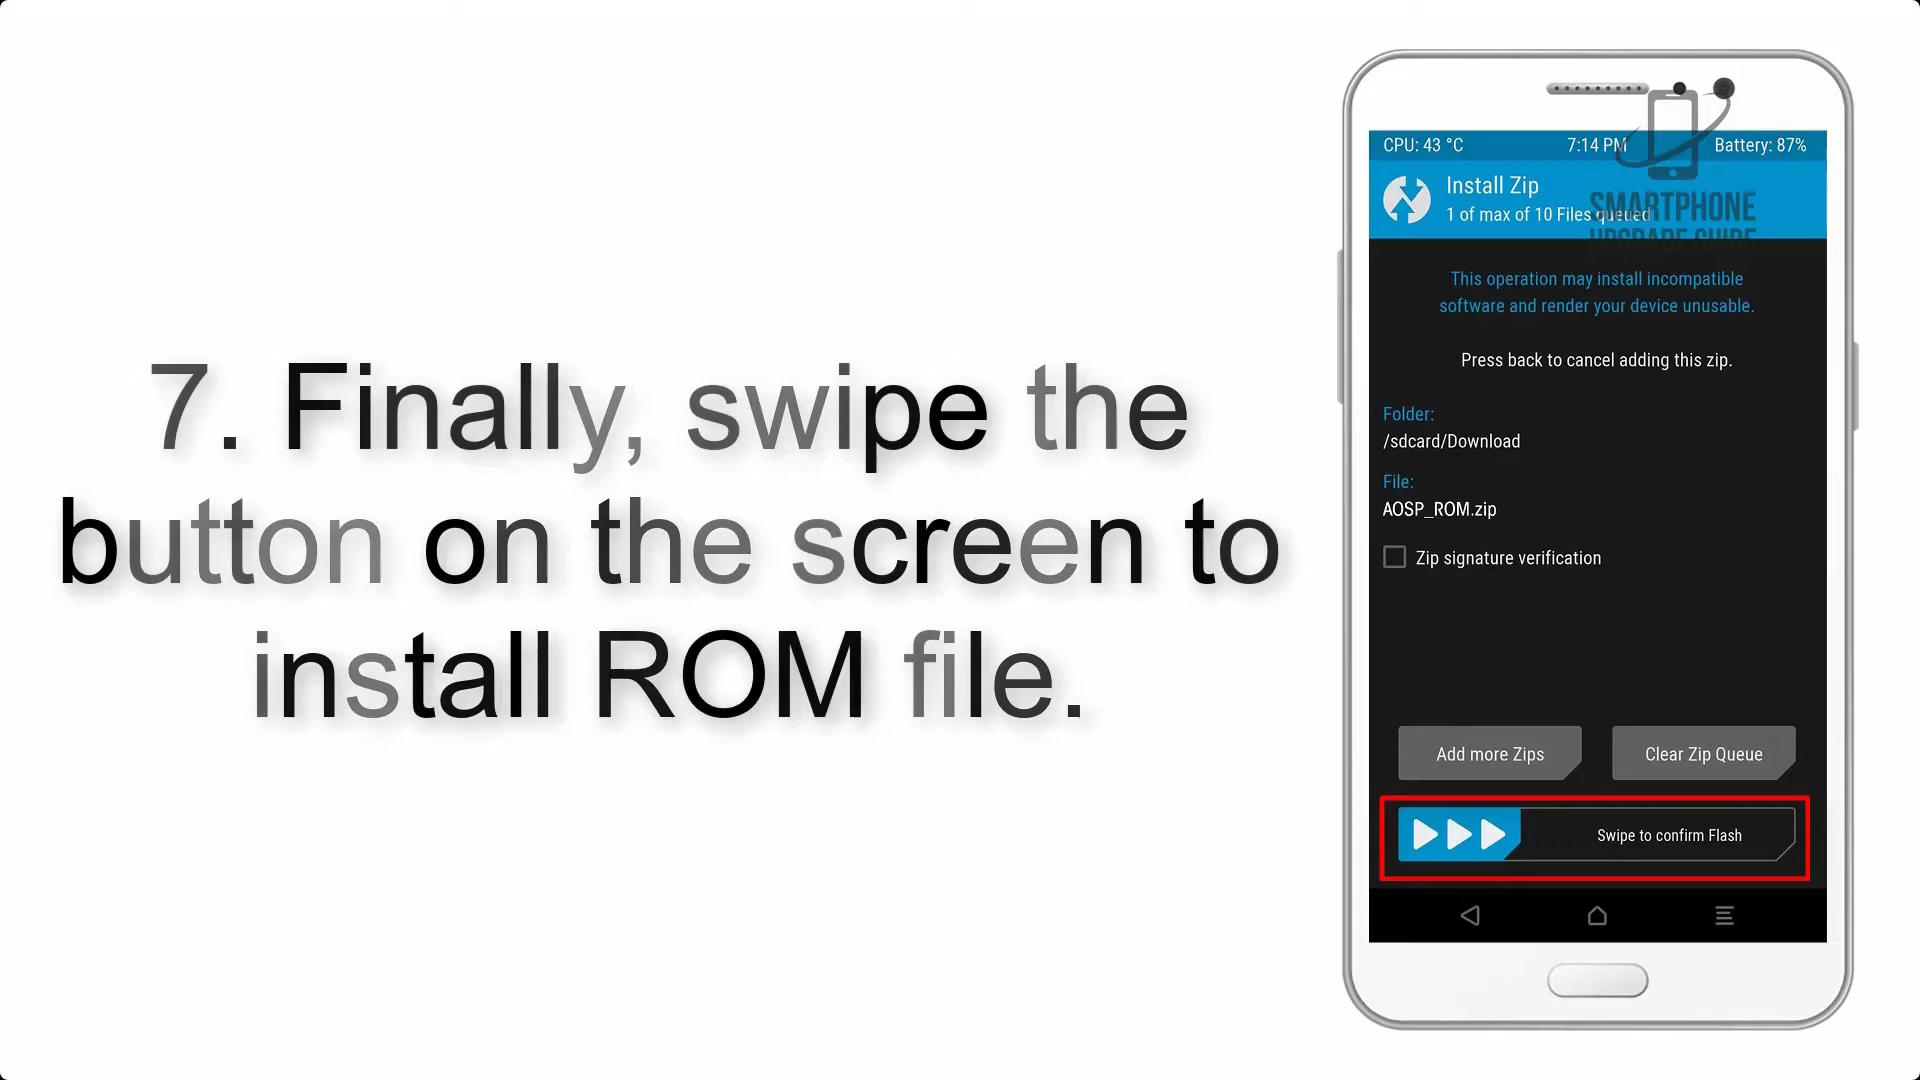 7. Finally, swipe the
button on the screen to
install ROM file.
CPU: 43 °C 7:14 PM Battery: 87%
Install Zip
1 of max of 10 Files queued
SMARTPHONE
UPGRADE GUIDE
This operation may install incompatible
software and render your device unusable.
Press back to cancel adding this zip.
Folder:
/sdcard/Download
File:
AOSP_ROM.zip
Zip signature verification
Add more Zips Clear Zip Queue
Swipe to confirm Flash